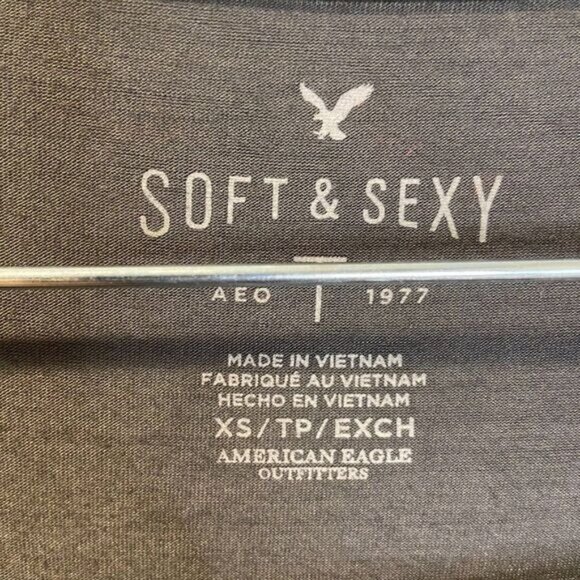 SOFT & SEXY
AEO | 1977
MADE IN VIETNAM
FABRIQUÉ AU VIETNAM
HECHO EN VIETNAM
XS/TP/EXCH
AMERICAN EAGLE
OUTFITTERS